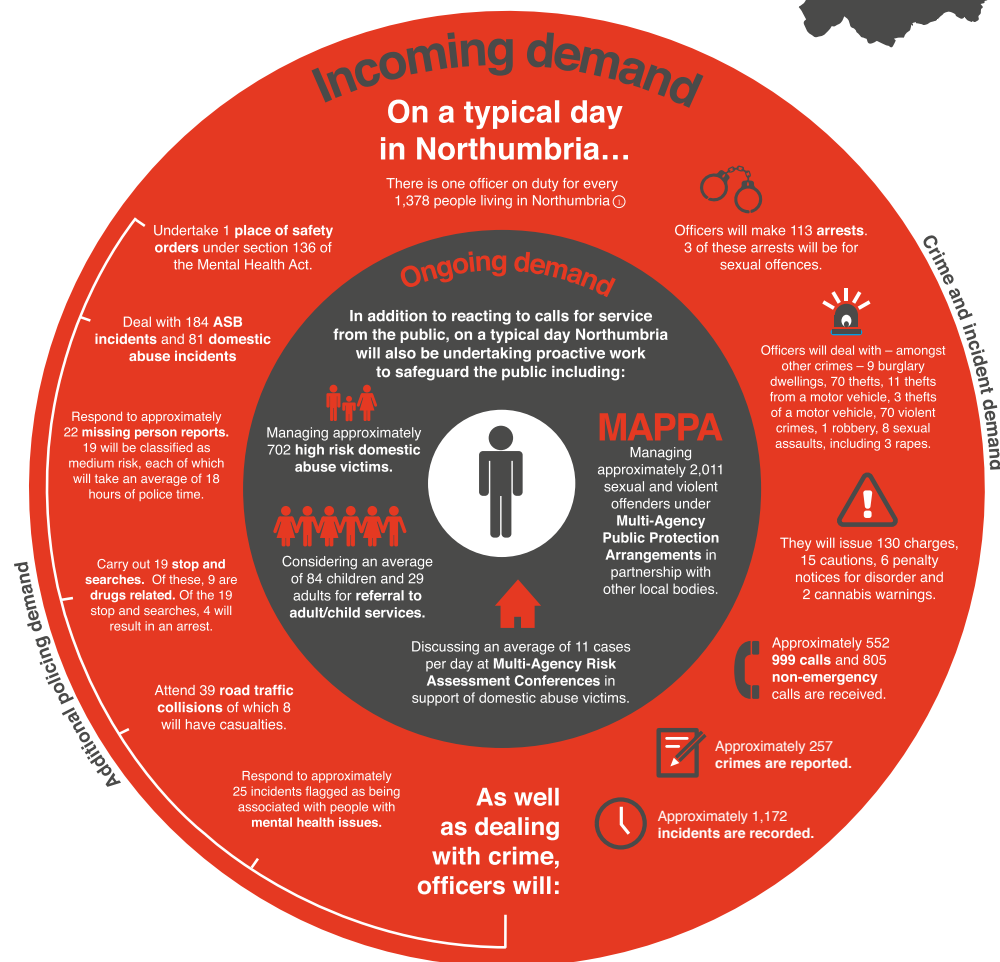 Incoming demand
On a typical day
in Northumbria...
There is one officer on duty for every
1,378 people living in Northumbria ⓘ
Officers will make 113 arrests.
3 of these arrests will be for
sexual offences.
Crime and incident demand
Officers will deal with – amongst
other crimes – 9 burglary
dwellings, 70 thefts, 11 thefts
from a motor vehicle, 3 thefts
of a motor vehicle, 70 violent
crimes, 1 robbery, 8 sexual
assaults, including 3 rapes.
They will issue 130 charges,
15 cautions, 6 penalty
notices for disorder and
2 cannabis warnings.
Approximately 552
999 calls and 805
non-emergency
calls are received.
Approximately 257
crimes are reported.
Approximately 1,172
incidents are recorded.
As well
as dealing
with crime,
officers will:
Additional policing demand
Undertake 1 place of safety
orders under section 136 of
the Mental Health Act.
Deal with 184 ASB
incidents and 81 domestic
abuse incidents
Respond to approximately
22 missing person reports.
19 will be classified as
medium risk, each of which
will take an average of 18
hours of police time.
Carry out 19 stop and
searches. Of these, 9 are
drugs related. Of the 19
stop and searches, 4 will
result in an arrest.
Attend 39 road traffic
collisions of which 8
will have casualties.
Respond to approximately
25 incidents flagged as being
associated with people with
mental health issues.
Ongoing demand
In addition to reacting to calls for service
from the public, on a typical day Northumbria
will also be undertaking proactive work
to safeguard the public including:
Managing approximately
702 high risk domestic
abuse victims.
Considering an average
of 84 children and 29
adults for referral to
adult/child services.
MAPPA
Managing
approximately 2,011
sexual and violent
offenders under
Multi-Agency
Public Protection
Arrangements in
partnership with
other local bodies.
Discussing an average of 11 cases
per day at Multi-Agency Risk
Assessment Conferences in
support of domestic abuse victims.